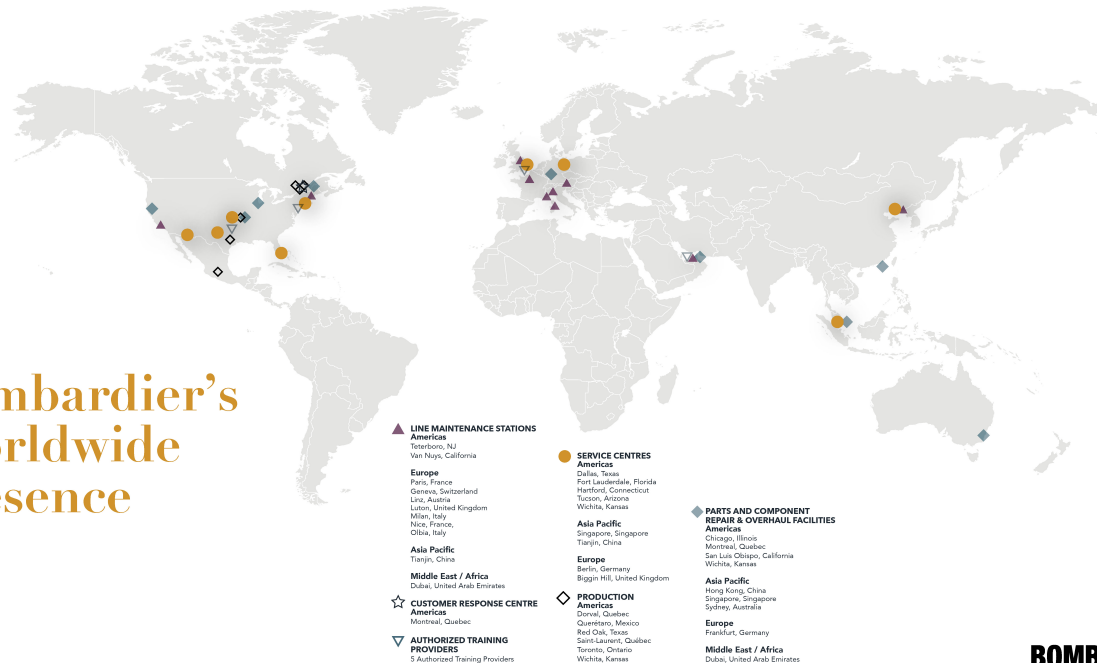 mbardier's
rldwide
sence
LINE MAINTENANCE STATIONS
Americas
Teterboro, NJ
Van Nuys, California
Europe
Paris, France
Geneva, Switzerland
Linz, Austria
Luton, United Kingdom
Milan, Italy
Nice, France,
Olbia, Italy
Asia Pacific
Tianjin, China
Middle East / Africa
Dubai, United Arab Emirates
CUSTOMER RESPONSE CENTRE
Americas
Montreal, Quebec
AUTHORIZED TRAINING
PROVIDERS
5 Authorized Training Providers
SERVICE CENTRES
Americas
Dallas, Texas
Fort Lauderdale, Florida
Hartford, Connecticut
Tucson, Arizona
Wichita, Kansas
Asia Pacific
Singapore, Singapore
Tianjin, China
Europe
Berlin, Germany
Biggin Hill, United Kingdom
PRODUCTION
Americas
Dorval, Quebec
Querétaro, Mexico
Red Oak, Texas
Saint-Laurent, Québec
Toronto, Ontario
Wichita, Kansas
PARTS AND COMPONENT
REPAIR & OVERHAUL FACILITIES
Americas
Chicago, Illinois
Montreal, Quebec
San Luis Obispo, California
Wichita, Kansas
Asia Pacific
Hong Kong, China
Singapore, Singapore
Sydney, Australia
Europe
Frankfurt, Germany
Middle East / Africa
Dubai, United Arab Emirates
BOMB